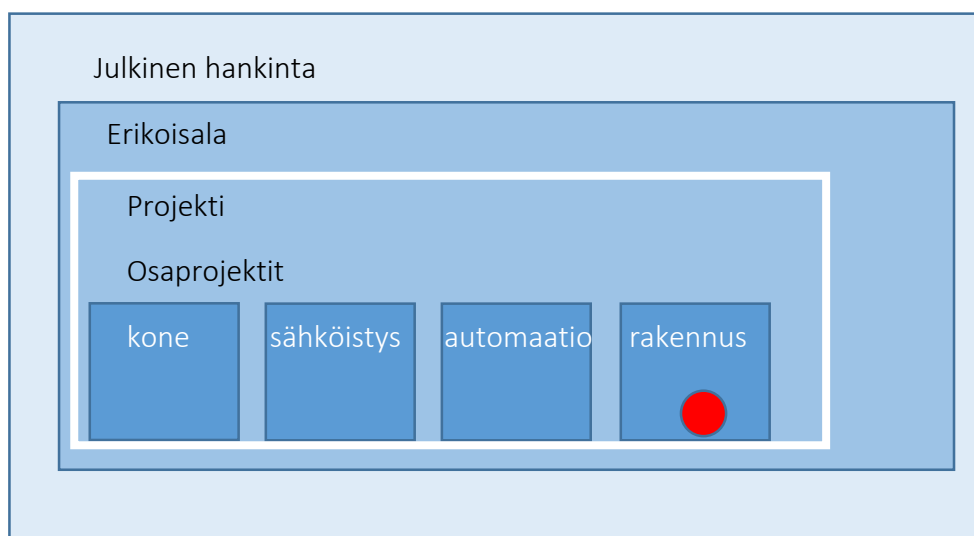 Julkinen hankinta
Erikoisala
Projekti
Osaprojektit
kone
sähköistys
automaatio
rakennus